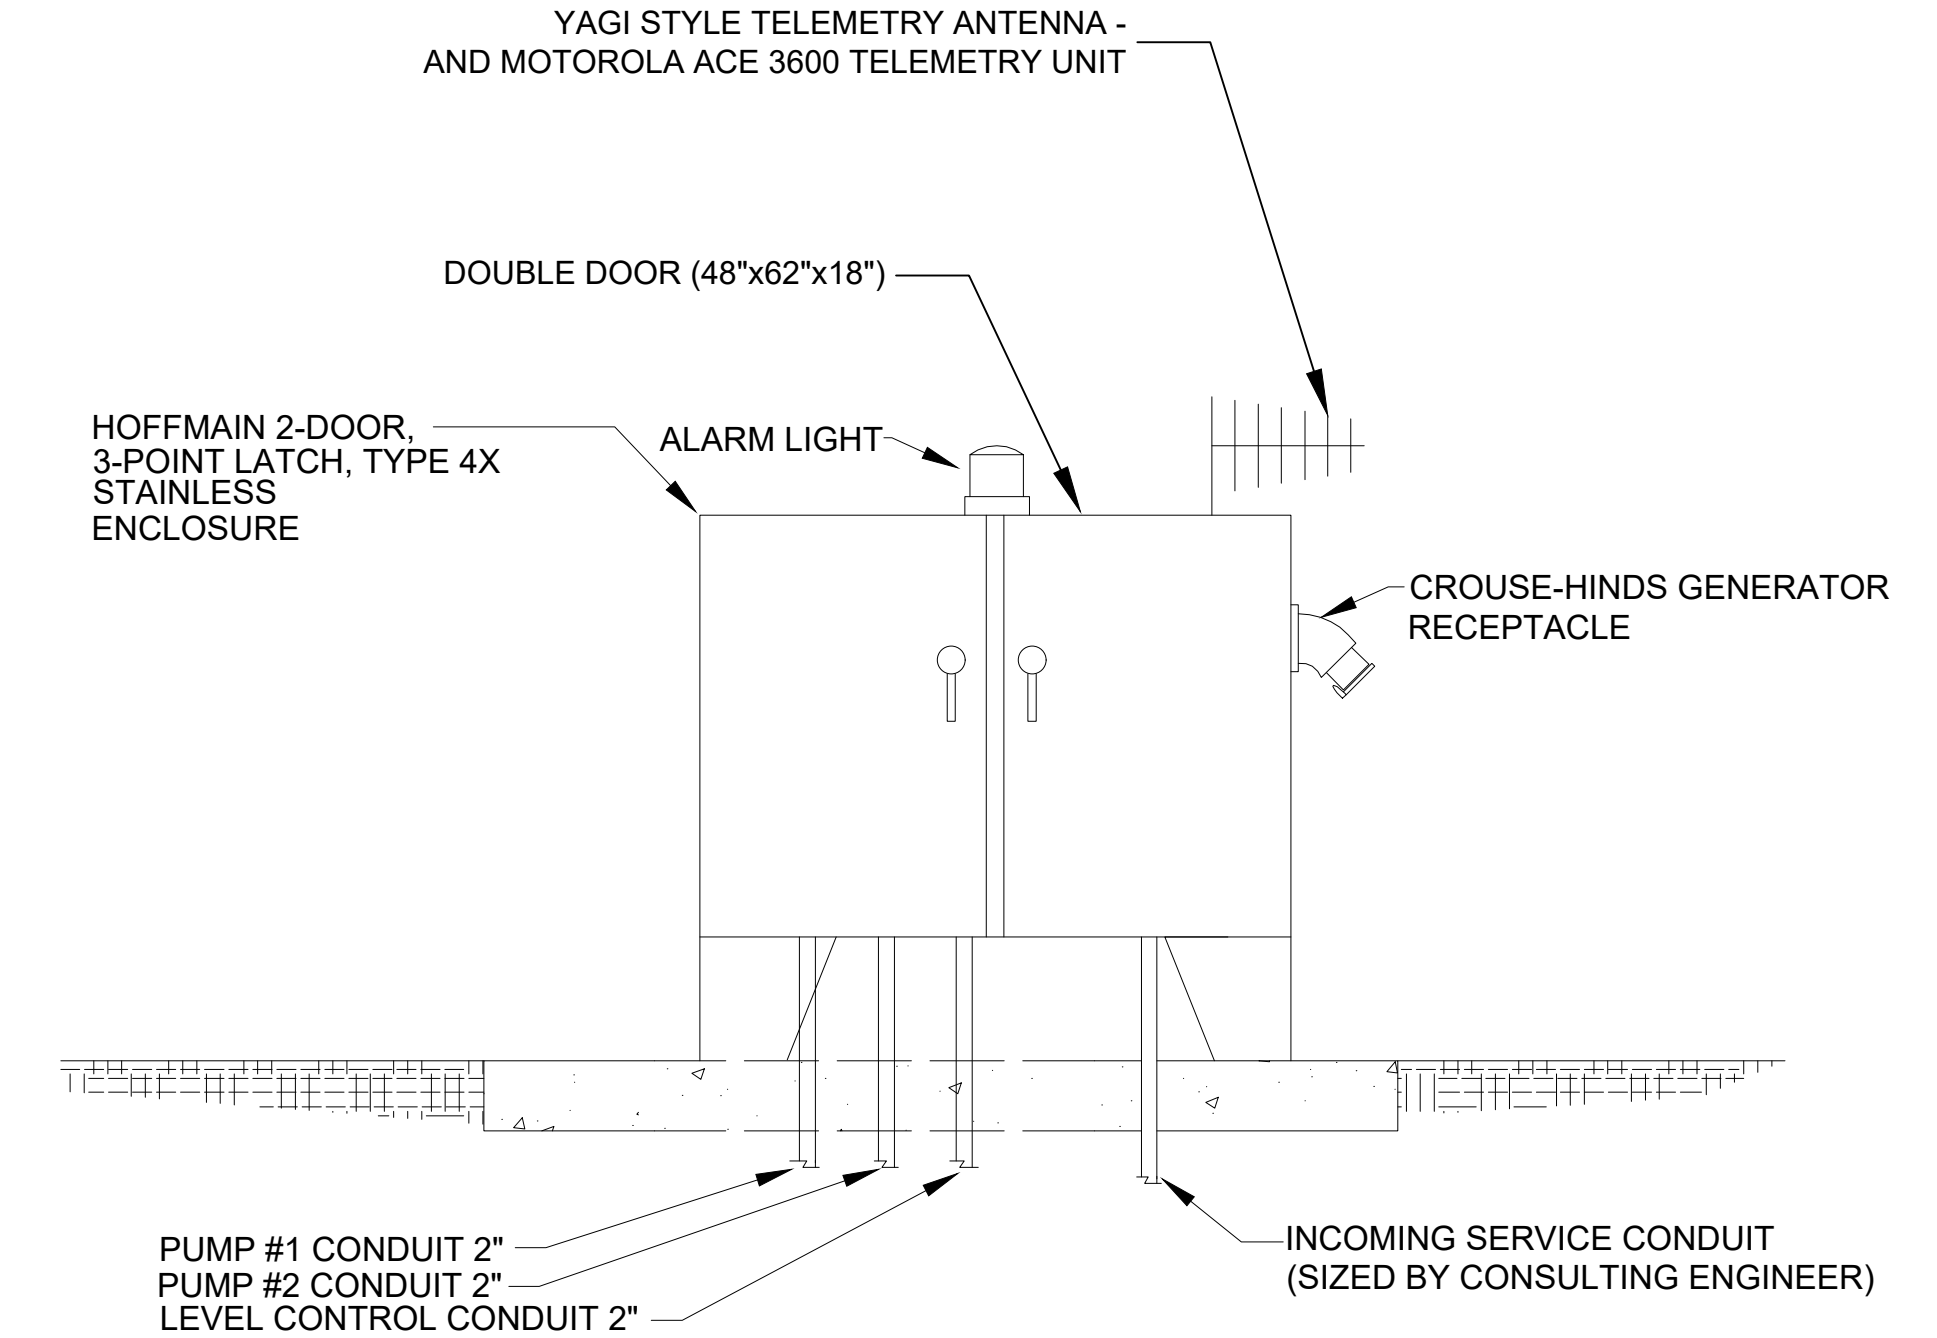 YAGI STYLE TELEMETRY ANTENNA -
AND MOTOROLA ACE 3600 TELEMETRY UNIT
DOUBLE DOOR (48"x62"x18")
HOFFMAIN 2-DOOR,
3-POINT LATCH, TYPE 4X
STAINLESS
ENCLOSURE
ALARM LIGHT
CROUSE-HINDS GENERATOR
RECEPTACLE
PUMP #1 CONDUIT 2"
PUMP #2 CONDUIT 2"
LEVEL CONTROL CONDUIT 2"
INCOMING SERVICE CONDUIT
(SIZED BY CONSULTING ENGINEER)